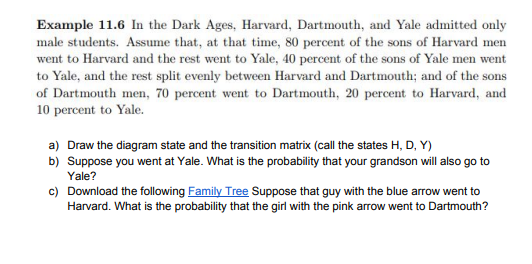 Example 11.6 In the Dark Ages, Harvard, Dartmouth, and Yale admitted only
male students. Assume that, at that time, 80 percent of the sons of Harvard men
went to Harvard and the rest went to Yale, 40 percent of the sons of Yale men went
to Yale, and the rest split evenly between Harvard and Dartmouth; and of the sons
of Dartmouth men, 70 percent went to Dartmouth, 20 percent to Harvard, and
10 percent to Yale.
a) Draw the diagram state and the transition matrix (call the states H, D, Y)
b) Suppose you went at Yale. What is the probability that your grandson will also go to
Yale?
c) Download the following Family Tree Suppose that guy with the blue arrow went to
Harvard. What is the probability that the girl with the pink arrow went to Dartmouth?